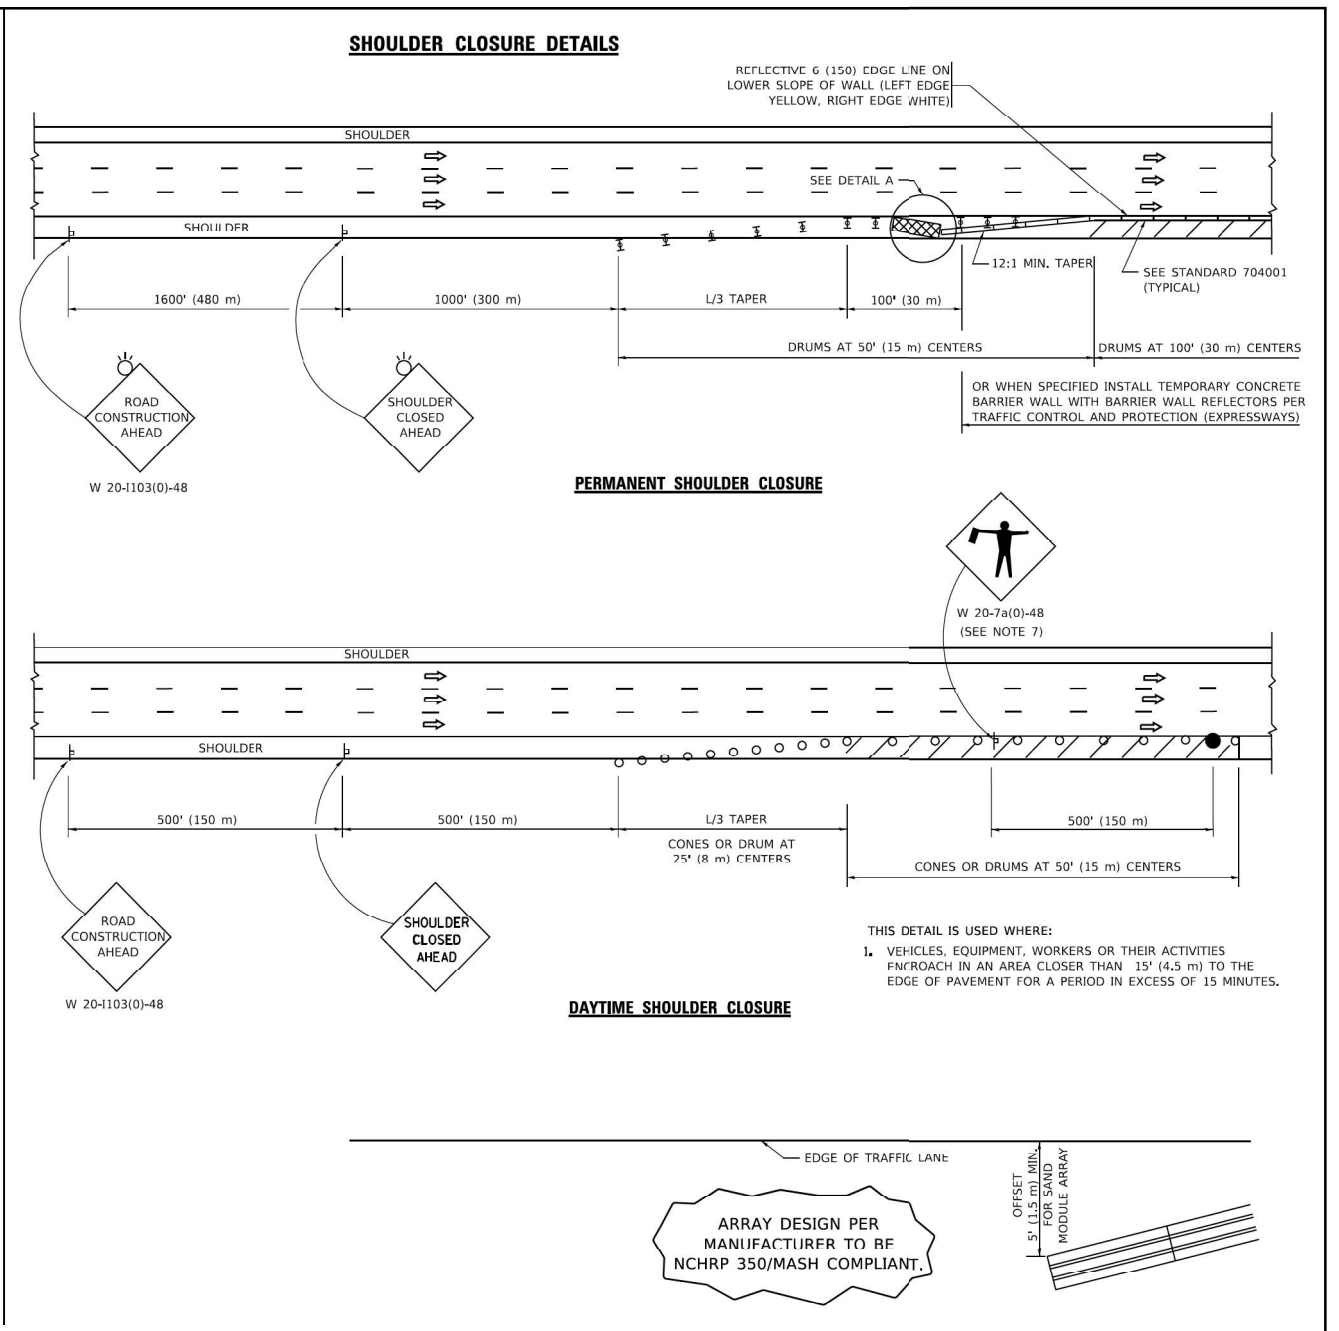 SHOULDER CLOSURE DETAILS
REFLECTIVE 6 (150) EDGE LINE ON
LOWER SLOPE OF WALL (LEFT EDGE
YELLOW, RIGHT EDGE WHITE)
SHOULDER
SEE DETAIL A
SHOULDER
12:1 MIN. TAPER
SEE STANDARD 704001
(TYPICAL)
1600' (480 m)
1000' (300 m)
L/3 TAPER
100' (30 m)
DRUMS AT 50' (15 m) CENTERS
DRUMS AT 100' (30 m) CENTERS
OR WHEN SPECIFIED INSTALL TEMPORARY CONCRETE
BARRIER WALL WITH BARRIER WALL REFLECTORS PER
TRAFFIC CONTROL AND PROTECTION (EXPRESSWAYS)
ROAD
CONSTRUCTION
AHEAD
W 20-I103(0)-48
SHOULDER
CLOSED
AHEAD
PERMANENT SHOULDER CLOSURE
W 20-7a(0)-48
(SEE NOTE 7)
SHOULDER
SHOULDER
500' (150 m)
500' (150 m)
L/3 TAPER
CONES OR DRUM AT
25' (8 m) CENTERS
500' (150 m)
CONES OR DRUMS AT 50' (15 m) CENTERS
ROAD
CONSTRUCTION
AHEAD
W 20-I103(0)-48
SHOULDER
CLOSED
AHEAD
THIS DETAIL IS USED WHERE:
1. VEHICLES, EQUIPMENT, WORKERS OR THEIR ACTIVITIES
ENCROACH IN AN AREA CLOSER THAN 15' (4.5 m) TO THE
EDGE OF PAVEMENT FOR A PERIOD IN EXCESS OF 15 MINUTES.
DAYTIME SHOULDER CLOSURE
EDGE OF TRAFFIC LANE
OFFSET
5' (1.5 m) MIN.
FOR SAND
MODULE ARRAY
ARRAY DESIGN PER
MANUFACTURER TO BE
NCHRP 350/MASH COMPLIANT.